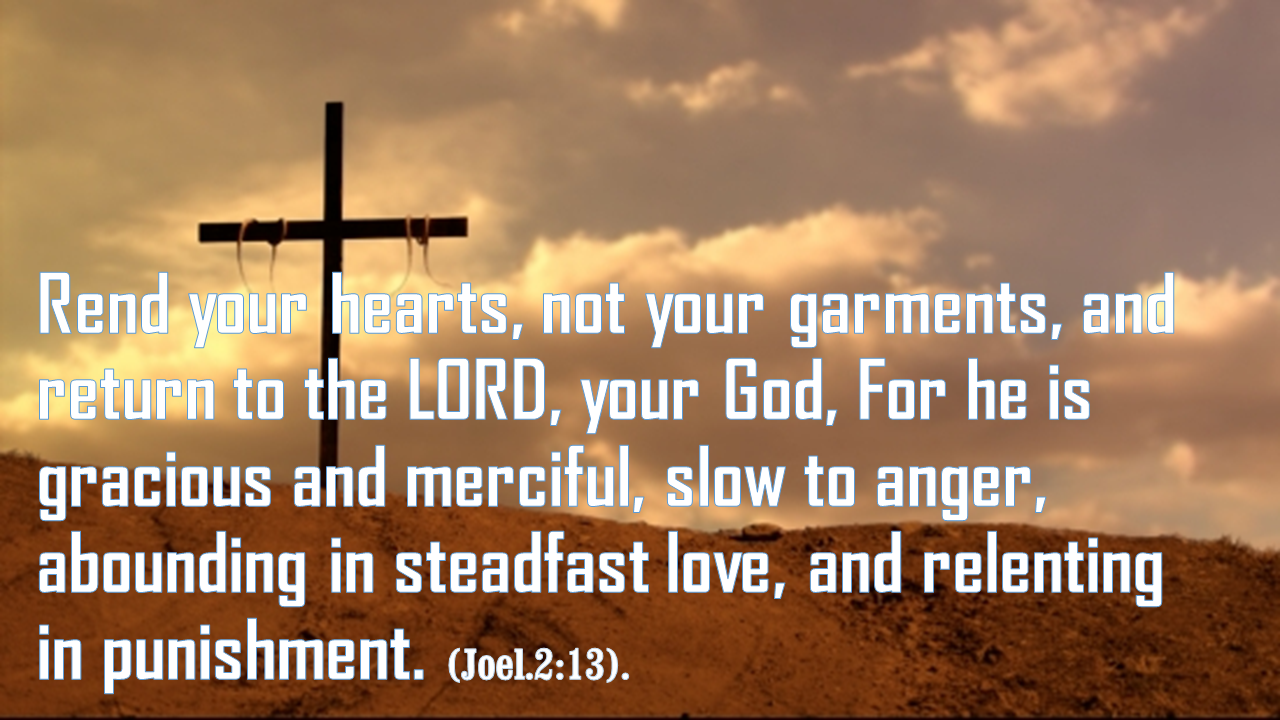 Rend your hearts, not your garments, and
return to the LORD, your God, For he is
gracious and merciful, slow to anger,
abounding in steadfast love, and relenting
in punishment. (Joel.2:13).